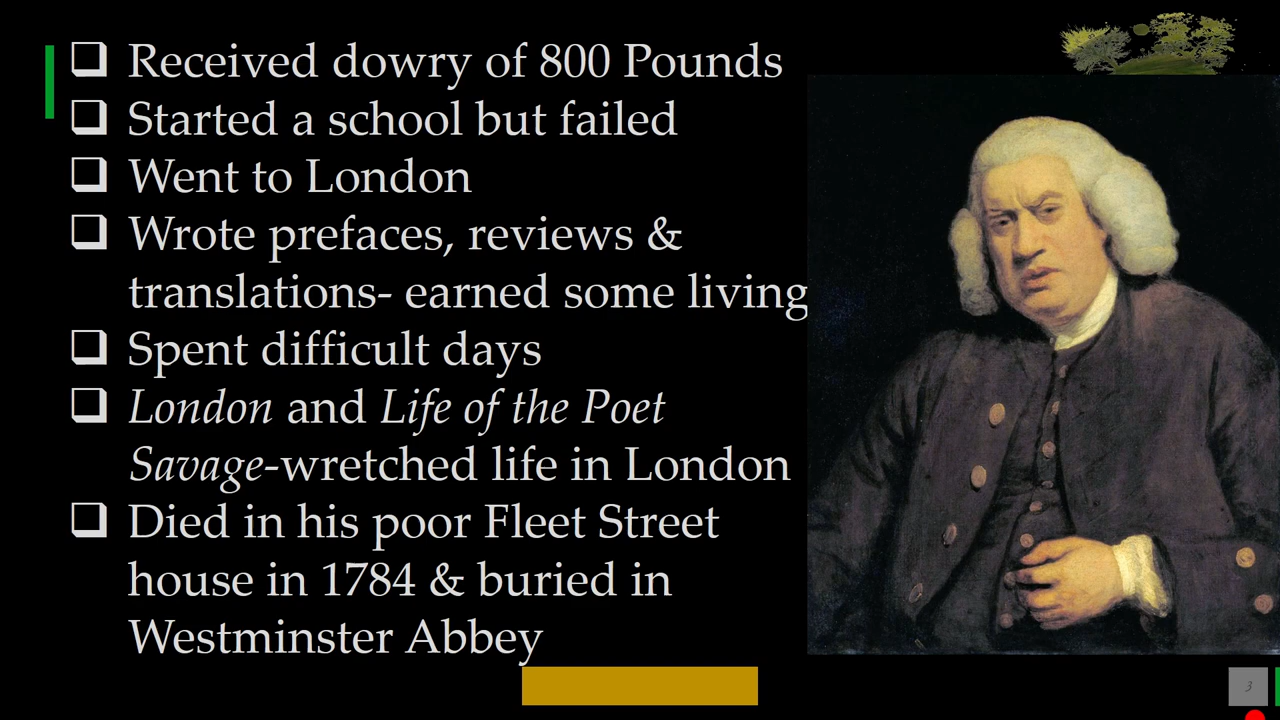 ❑ Received dowry of 800 Pounds
❑ Started a school but failed
❑ Went to London
❑ Wrote prefaces, reviews &
translations- earned some living
❑ Spent difficult days
❑ London and Life of the Poet
Savage-wretched life in London
❑ Died in his poor Fleet Street
house in 1784 & buried in
Westminster Abbey
3